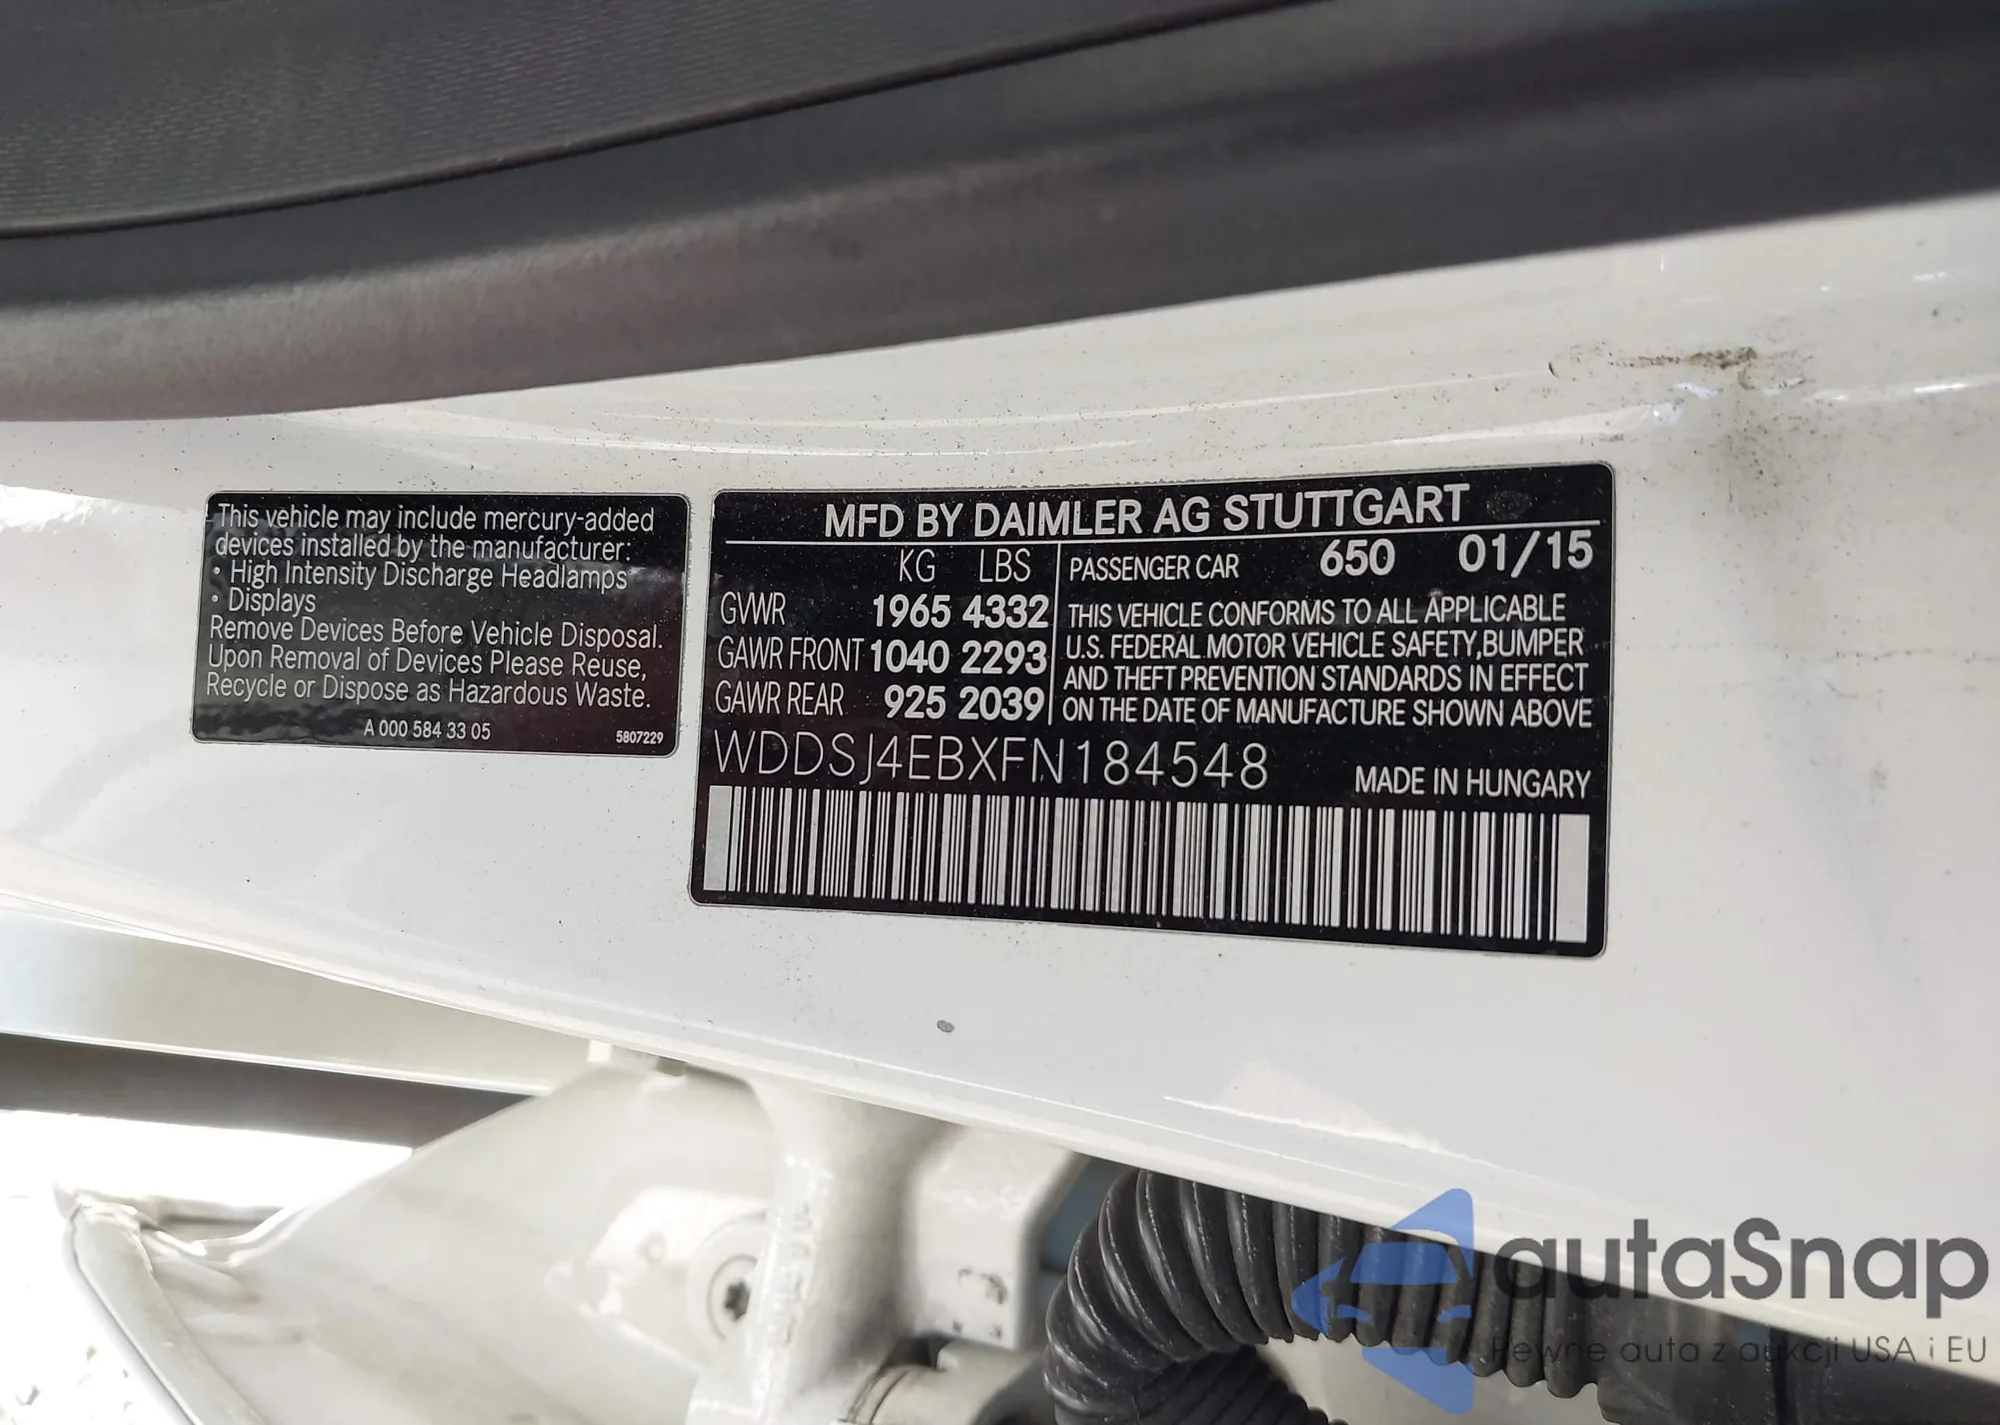 This vehicle may include mercury-added
devices installed by the manufacturer:
• High Intensity Discharge Headlamps
• Displays
Remove Devices Before Vehicle Disposal.
Upon Removal of Devices Please Reuse,
Recycle or Dispose as Hazardous Waste.
A 000 584 33 05
5807229
MFD BY DAIMLER AG STUTTGART
KG LBS
GVWR 1965 4332
GAWR FRONT 1040 2293
GAWR REAR 925 2039
PASSENGER CAR 650 01/15
THIS VEHICLE CONFORMS TO ALL APPLICABLE
U.S. FEDERAL MOTOR VEHICLE SAFETY, BUMPER
AND THEFT PREVENTION STANDARDS IN EFFECT
ON THE DATE OF MANUFACTURE SHOWN ABOVE
WDDSJ4EBXFN184548
MADE IN HUNGARY
autaSnap
Pewne auta z aukcji USA i EU